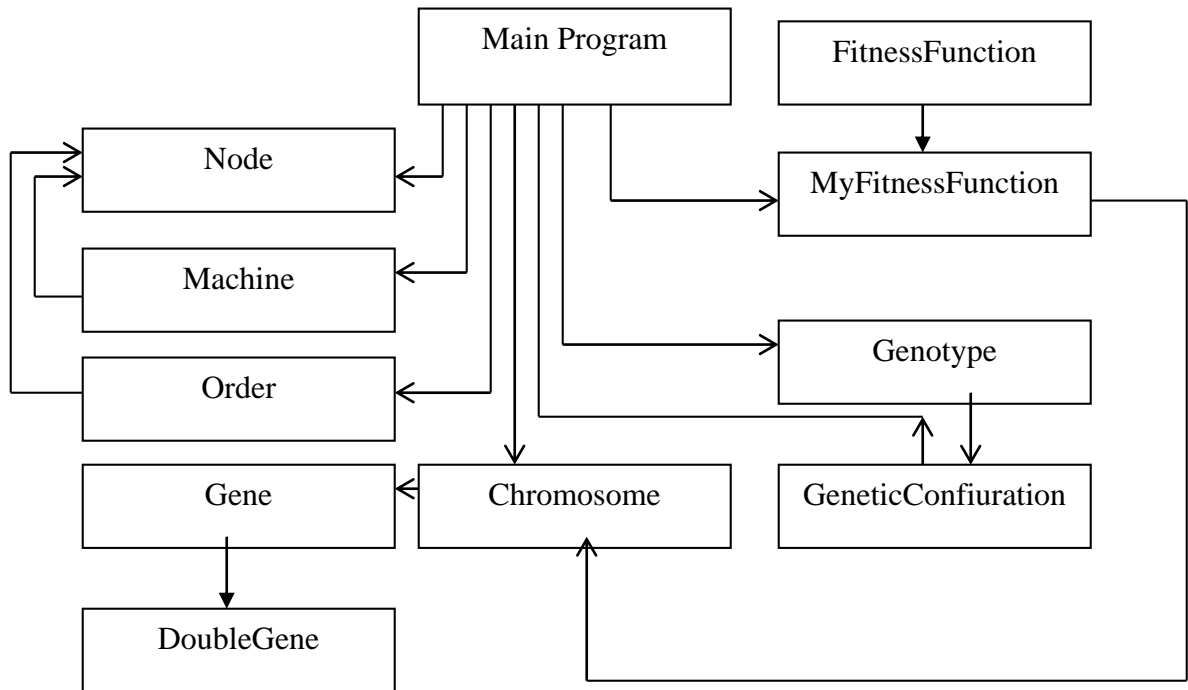 Main Program
FitnessFunction
Node
MyFitnessFunction
Machine
Genotype
Order
Gene
Chromosome
GeneticConfiuration
DoubleGene